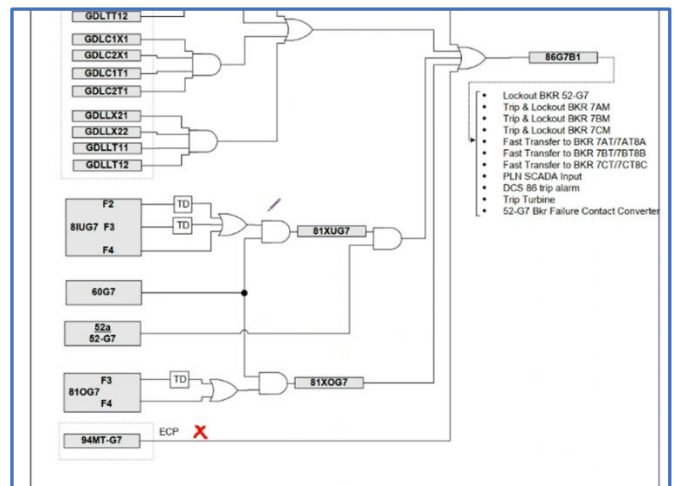 GDLTT12
GDLC1X1
GDLC2X1
GDLC1T1
GDLC2T1
GDLLX21
GDLLX22
GDLLT11
GDLLT12
86G7B1
Lockout BKR 52-G7
Trip & Lockout BKR 7AM
Trip & Lockout BKR 7BM
Trip & Lockout BKR 7CM
Fast Transfer to BKR 7AT/7AT8A
Fast Transfer to BKR 7BT/7BT8B
Fast Transfer to BKR 7CT/7CT8C
PLN SCADA Input
DCS 86 trip alarm
Trip Turbine
52-G7 Bkr Failure Contact Converter
F2
TD
8IUG7 F3
TD
F4
81XUG7
60G7
52a
52-G7
F3
TD
81OG7
F4
81XOG7
ECP
94MT-G7